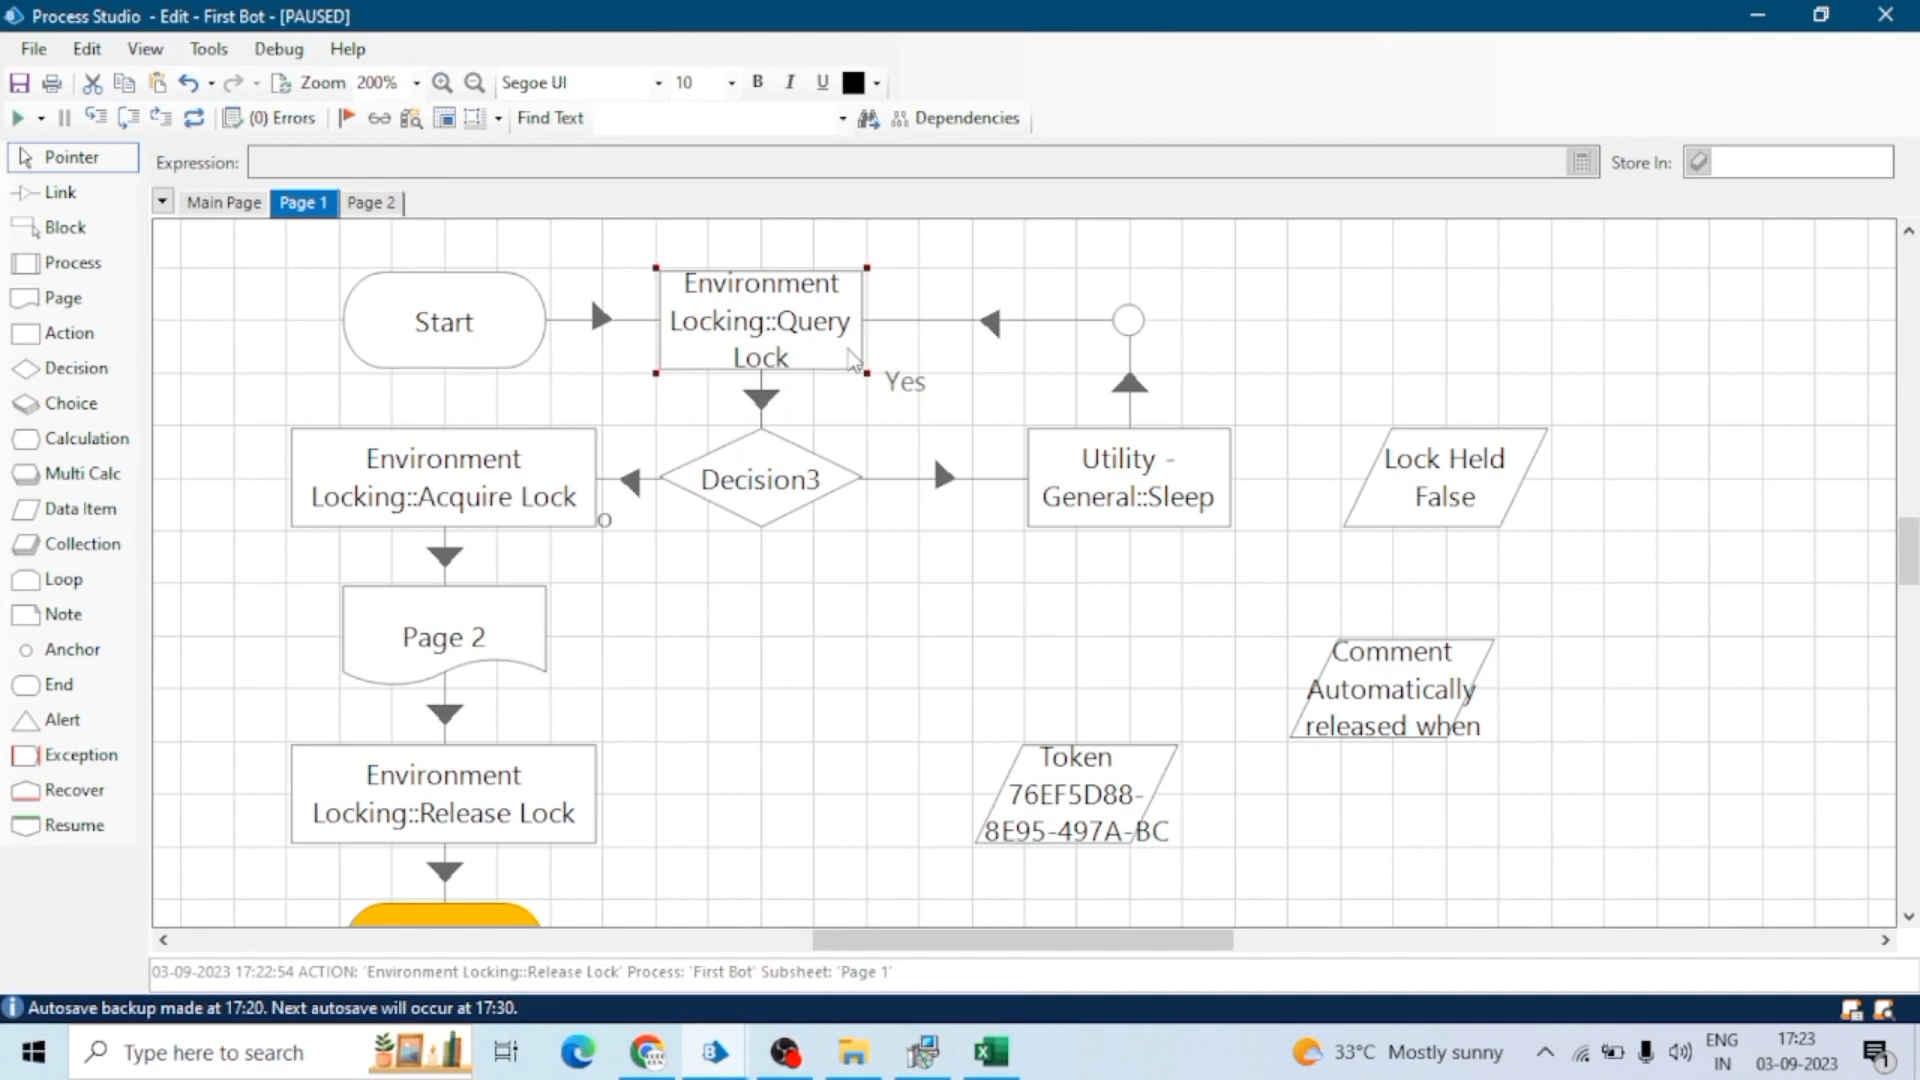 Process Studio - Edit - First Bot - [PAUSED]
File Edit View Tools Debug Help
Zoom 200% Segoe UI 10 B I U
(0) Errors Find Text Dependencies
Expression: Store In:
Main Page Page 1 Page 2
Pointer
Link
Block
Process
Page
Action
Decision
Choice
Calculation
Multi Calc
Data Item
Collection
Loop
Note
Anchor
End
Alert
Exception
Recover
Resume
Start
Environment
Locking::Query
Lock
Yes
Environment
Locking::Acquire Lock
o
Decision3
Utility -
General::Sleep
Lock Held
False
Page 2
Comment
Automatically
released when
Environment
Locking::Release Lock
Token
76EF5D88-
8E95-497A-BC
03-09-2023 17:22:54 ACTION: 'Environment Locking::Release Lock' Process: 'First Bot' Subsheet: 'Page 1'
Autosave backup made at 17:20. Next autosave will occur at 17:30.
Type here to search
33°C Mostly sunny
ENG
IN
17:23
03-09-2023
1